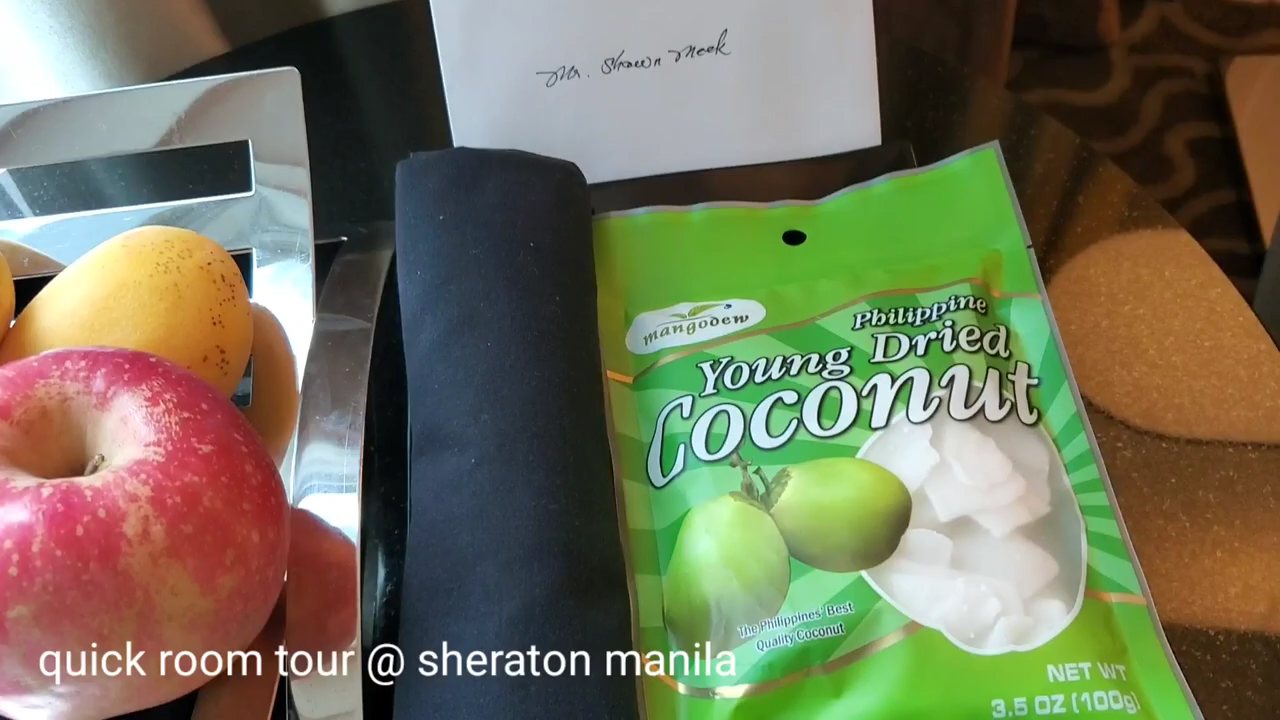 Mr. Shawn Meek
mangodew
Philippine
Young Dried
Coconut
The Philippines' Best
Quality Coconut
NET WT
3.5 OZ (100g)
quick room tour @ sheraton manila